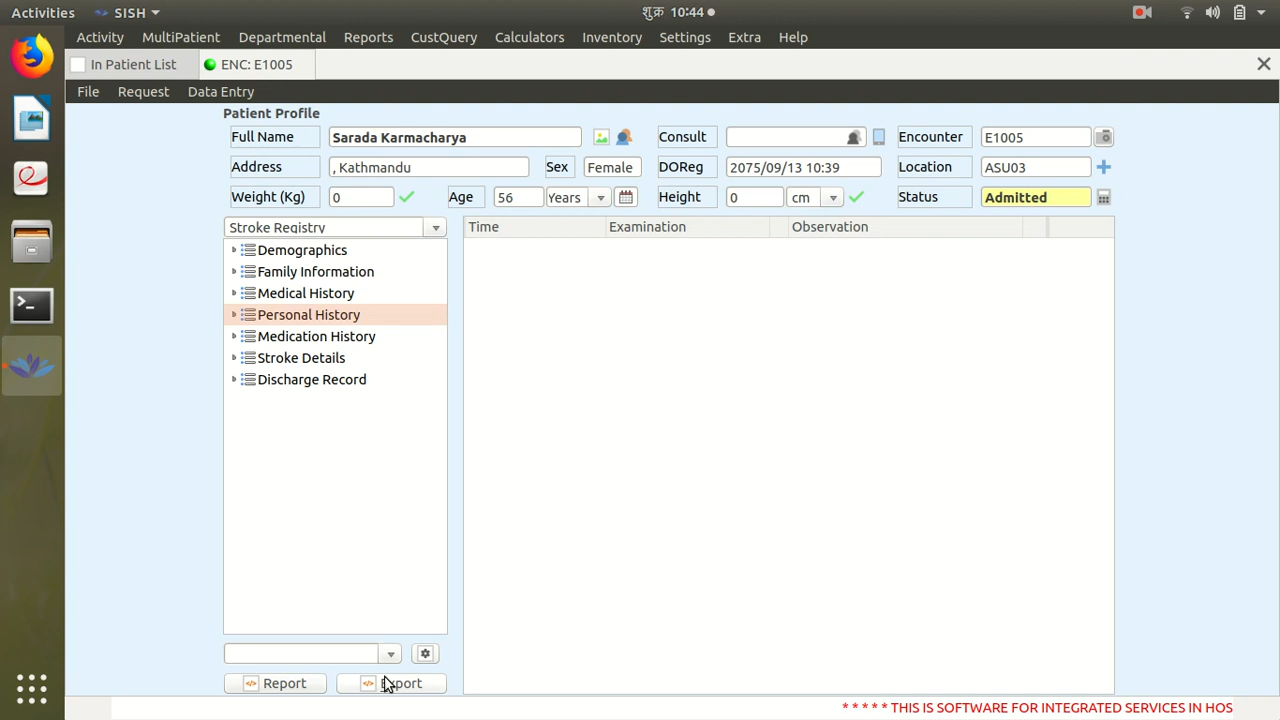 Activities SISH शुक्र 10:44
Activity MultiPatient Departmental Reports CustQuery Calculators Inventory Settings Extra Help
In Patient List ENC: E1005
File Request Data Entry
Patient Profile
Full Name Sarada Karmacharya Consult Encounter E1005
Address , Kathmandu Sex Female DOReg 2075/09/13 10:39 Location ASU03
Weight (Kg) 0 Age 56 Years Height 0 cm Status Admitted
Stroke Registry Time Examination Observation
Demographics
Family Information
Medical History
Personal History
Medication History
Stroke Details
Discharge Record
Report Export
* * * * * THIS IS SOFTWARE FOR INTEGRATED SERVICES IN HOS